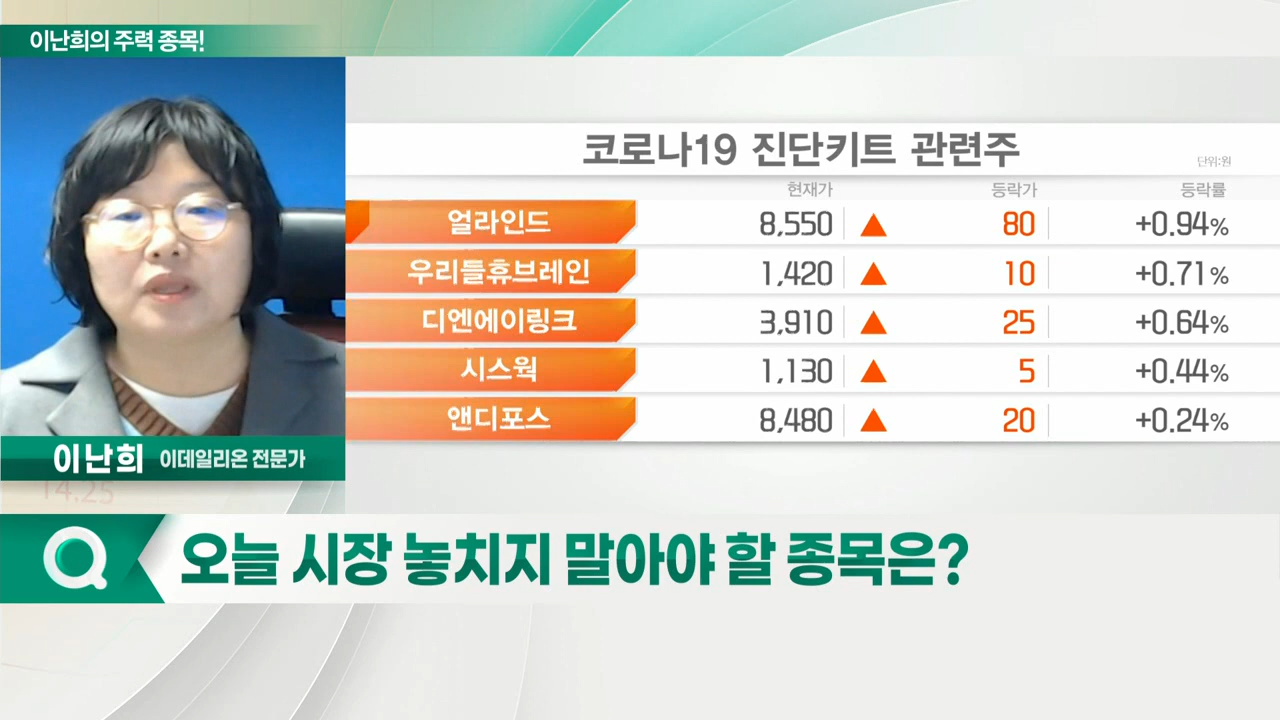 이난희의 주력 종목!
코로나19 진단키트 관련주
단위:원
현재가 등락가 등락률
얼라인드 8,550 ▲ 80 +0.94%
우리들휴브레인 1,420 ▲ 10 +0.71%
디엔에이링크 3,910 ▲ 25 +0.64%
시스웍 1,130 ▲ 5 +0.44%
앤디포스 8,480 ▲ 20 +0.24%
이난희 이데일리온 전문가
14.25
오늘 시장 놓치지 말아야 할 종목은?